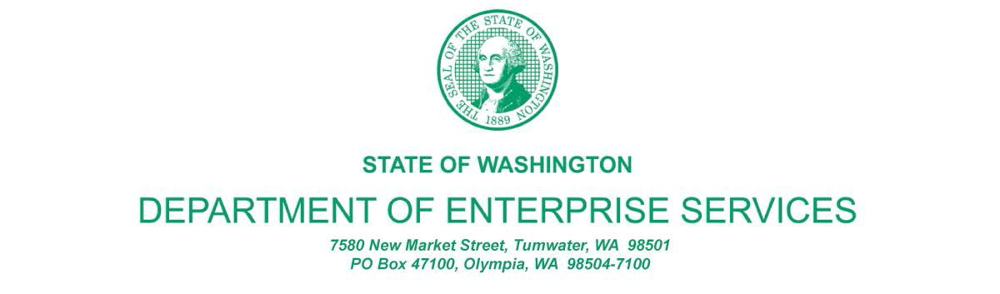 THE SEAL OF THE STATE OF WASHINGTON
1889
STATE OF WASHINGTON
DEPARTMENT OF ENTERPRISE SERVICES
7580 New Market Street, Tumwater, WA  98501
PO Box 47100, Olympia, WA  98504-7100